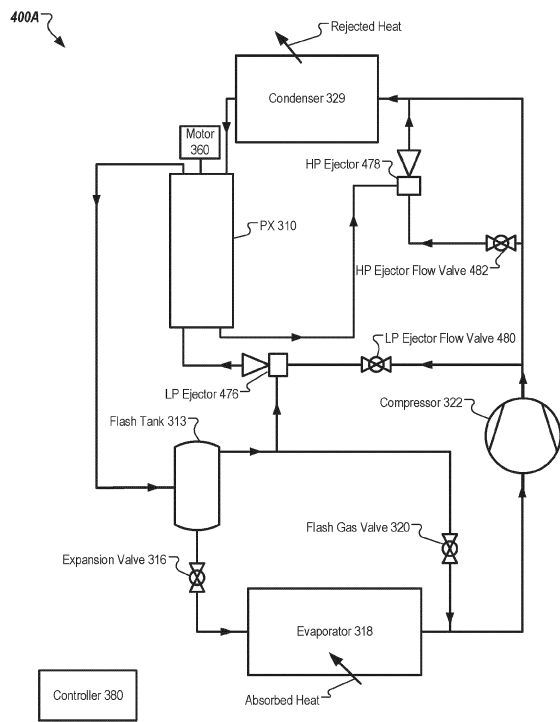 400A
Rejected Heat
Condenser 329
Motor
360
HP Ejector 478
PX 310
HP Ejector Flow Valve 482
LP Ejector Flow Valve 480
LP Ejector 476
Compressor 322
Flash Tank 313
Flash Gas Valve 320
Expansion Valve 316
Evaporator 318
Absorbed Heat
Controller 380